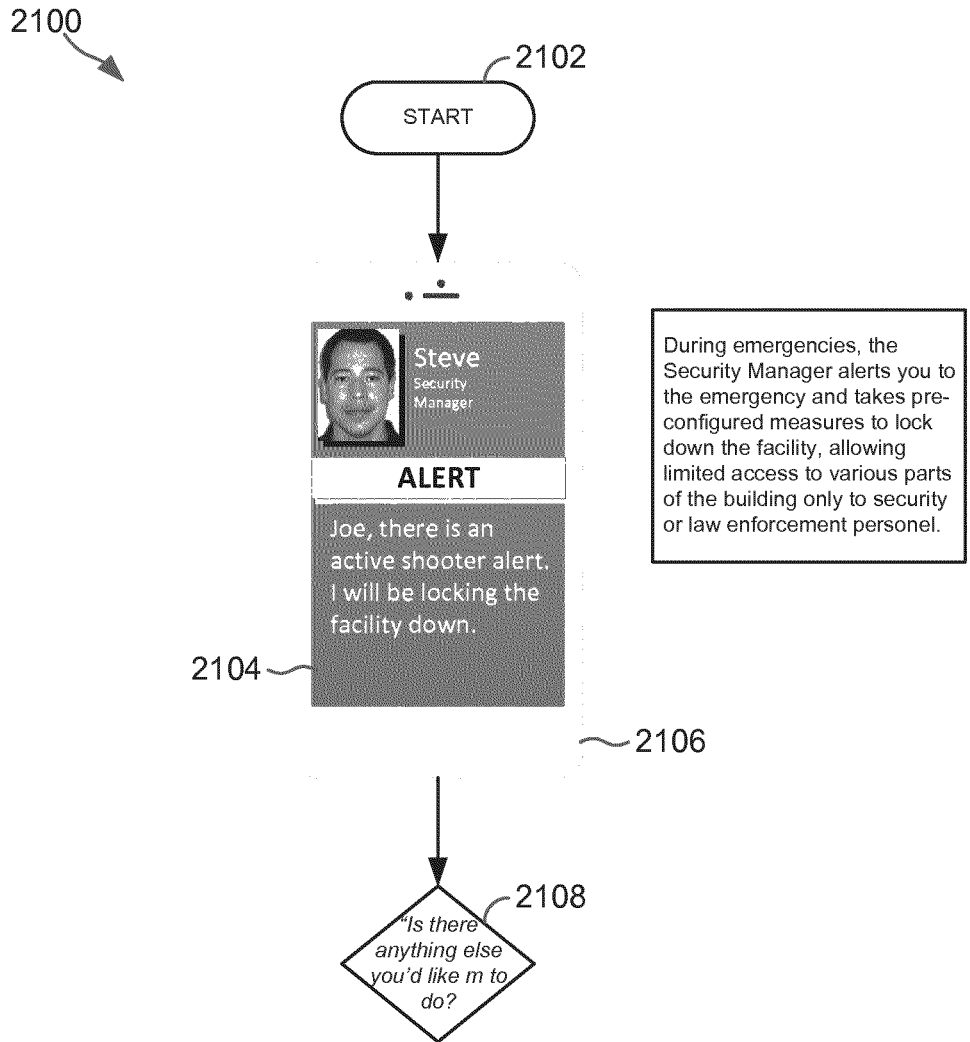 2100
2102
START
Steve
Security
Manager
ALERT
Joe, there is an
active shooter alert.
I will be locking the
facility down.
2104
2106
During emergencies, the
Security Manager alerts you to
the emergency and takes pre-
configured measures to lock
down the facility, allowing
limited access to various parts
of the building only to security
or law enforcement personel.
2108
“Is there
anything else
you’d like m to
do?